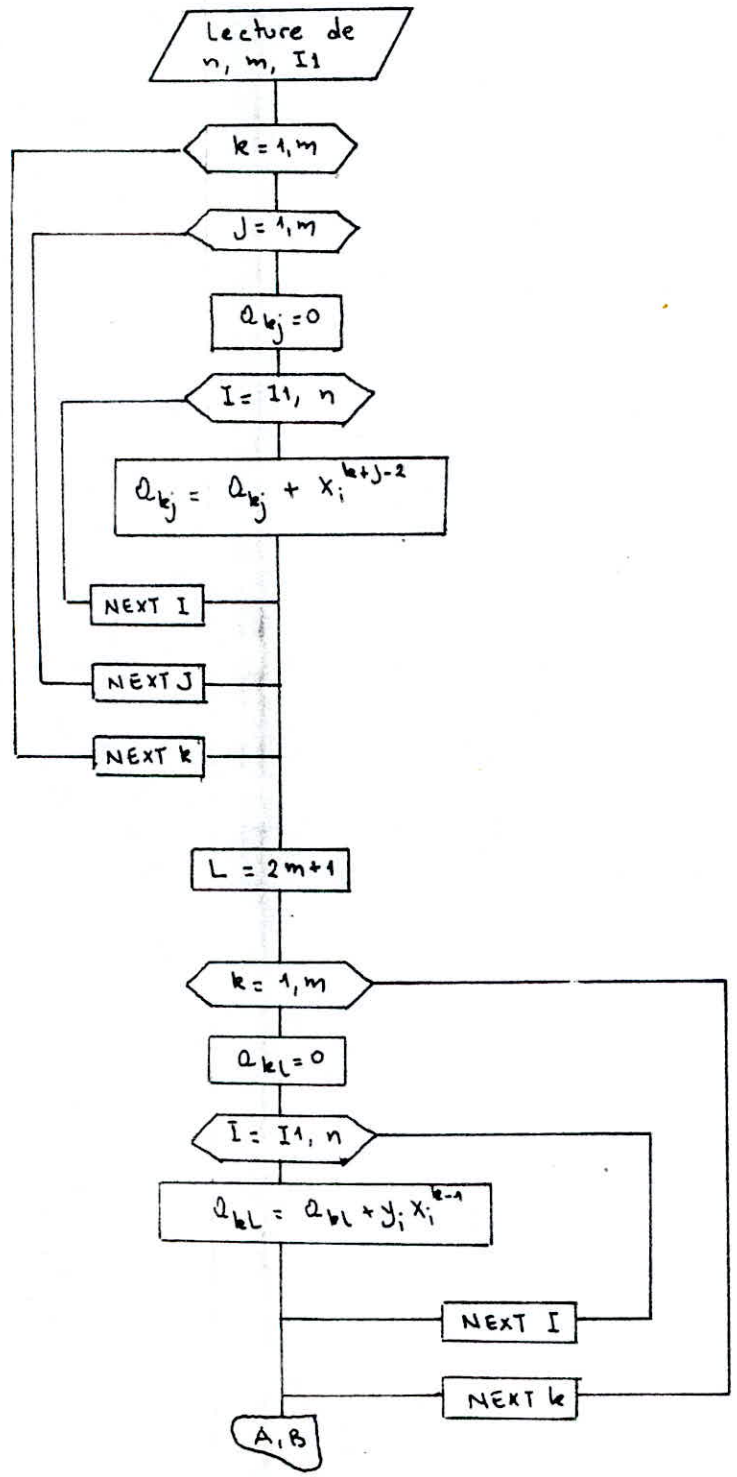 Lecture de
n, m, I1
k = 1, m
J = 1, m
a_kj = 0
I = I1, n
a_kj = a_kj + x_i^k+j-2
NEXT I
NEXT J
NEXT k
L = 2m+1
k = 1, m
a_kl = 0
I = I1, n
a_kL = a_kl + y_i x_i^k-1
NEXT I
NEXT k
A, B